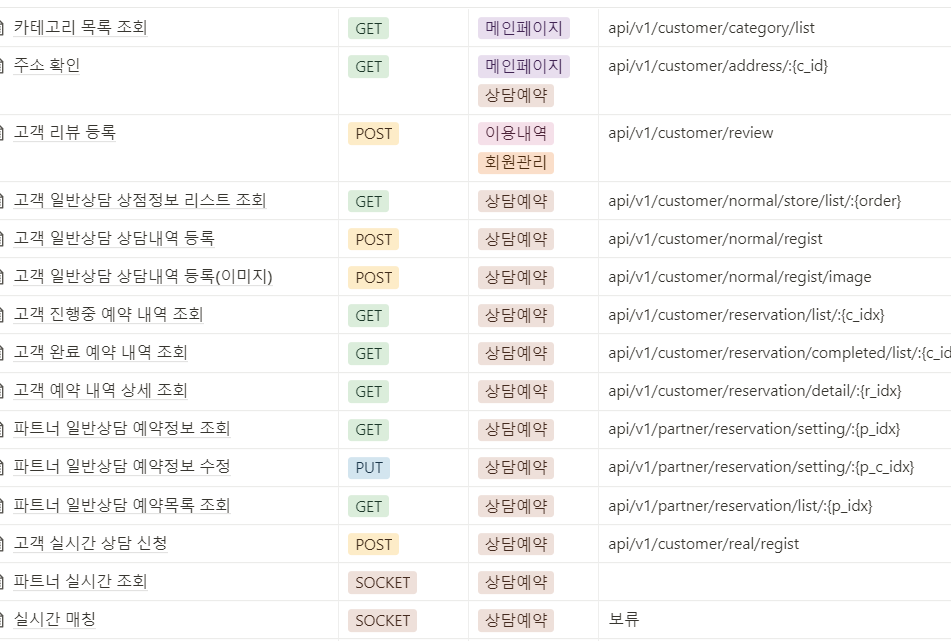 카테고리 목록 조회 GET 메인페이지 api/v1/customer/category/list
주소 확인 GET 메인페이지 api/v1/customer/address/:{c_id}
상담예약
고객 리뷰 등록 POST 이용내역 api/v1/customer/review
회원관리
고객 일반상담 상점정보 리스트 조회 GET 상담예약 api/v1/customer/normal/store/list/:{order}
고객 일반상담 상담내역 등록 POST 상담예약 api/v1/customer/normal/regist
고객 일반상담 상담내역 등록(이미지) POST 상담예약 api/v1/customer/normal/regist/image
고객 진행중 예약 내역 조회 GET 상담예약 api/v1/customer/reservation/list/:{c_idx}
고객 완료 예약 내역 조회 GET 상담예약 api/v1/customer/reservation/completed/list/:{c_id
고객 예약 내역 상세 조회 GET 상담예약 api/v1/customer/reservation/detail/:{r_idx}
파트너 일반상담 예약정보 조회 GET 상담예약 api/v1/partner/reservation/setting/:{p_idx}
파트너 일반상담 예약정보 수정 PUT 상담예약 api/v1/partner/reservation/setting/:{p_c_idx}
파트너 일반상담 예약목록 조회 GET 상담예약 api/v1/partner/reservation/list/:{p_idx}
고객 실시간 상담 신청 POST 상담예약 api/v1/customer/real/regist
파트너 실시간 조회 SOCKET 상담예약
실시간 매칭 SOCKET 상담예약 보류